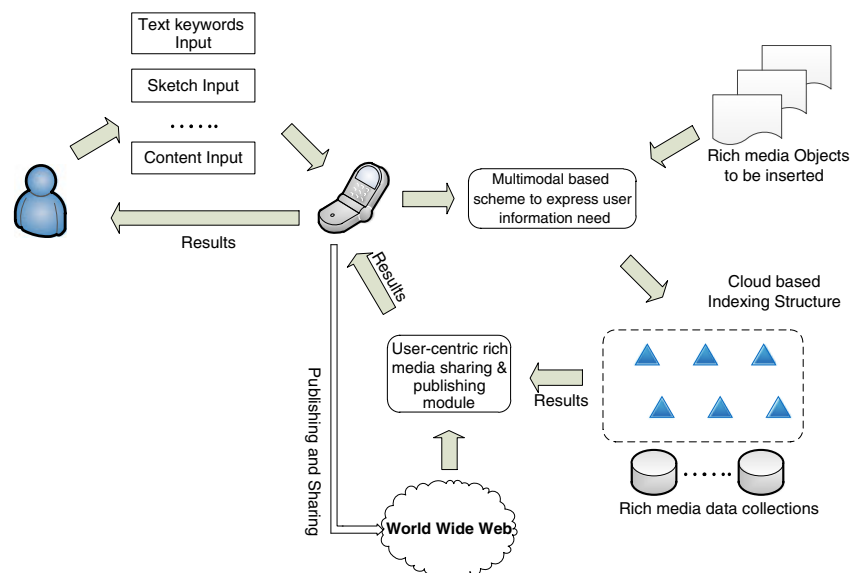 Text keywords
Input
Sketch Input
......
Content Input
Rich media Objects
to be inserted
Multimodal based
scheme to express user
information need
Results
Results
Cloud based
Indexing Structure
User-centric rich
media sharing &
publishing
module
Results
Publishing and Sharing
......
Rich media data collections
World Wide Web